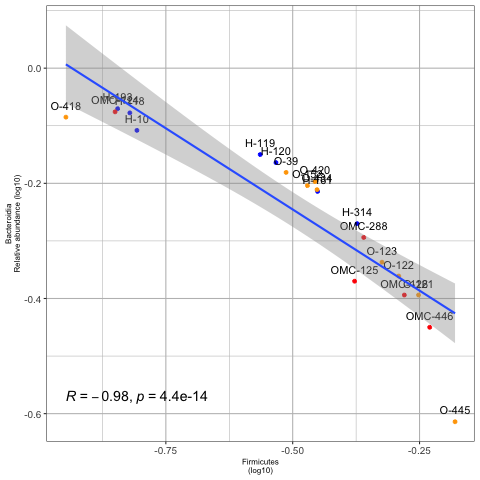 0.0
-0.2
-0.4
-0.6
-0.75
-0.50
-0.25
Bacteroidia
Relative abundance (log10)
Firmicutes
(log10)
O-418
H-10
H-119
H-120
O-39
O-420
H-314
OMC-288
O-123
O-122
OMC-125
OMC-446
O-445
R = −0.98, p = 4.4e-14